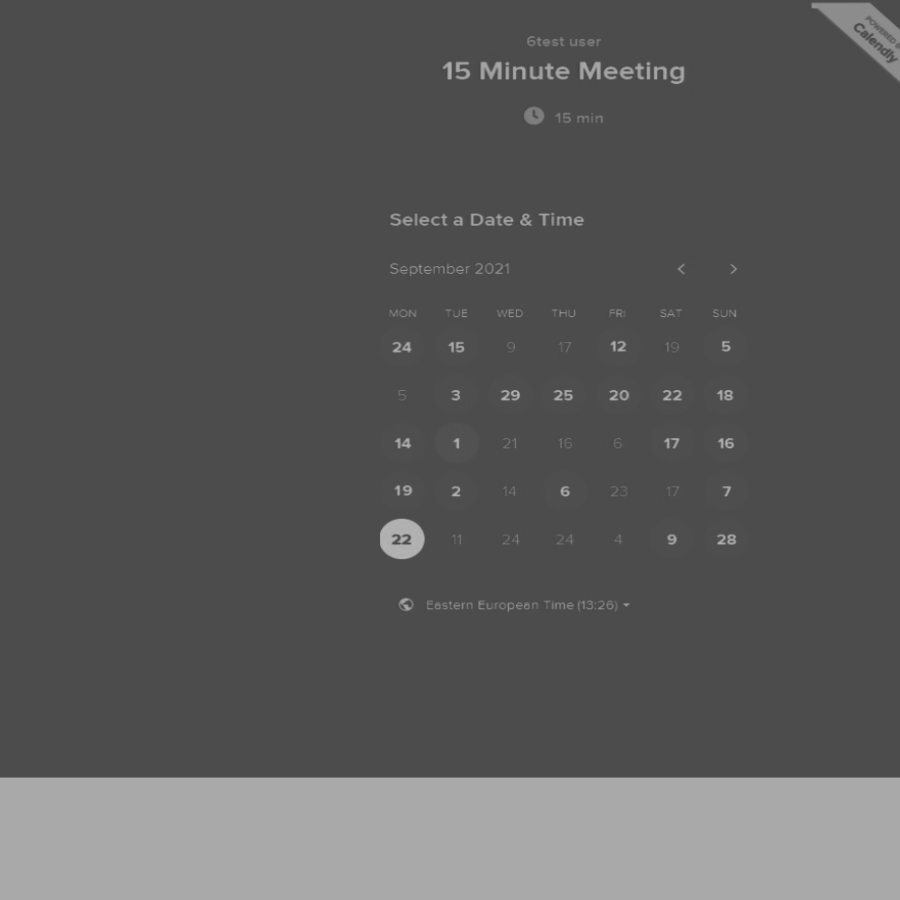 6test user
15 Minute Meeting
15 min
POWERED B
Calendly
Select a Date & Time
September 2021
MON TUE WED THU FRI SAT SUN
24 15 9 17 12 19 5
5 3 29 25 20 22 18
14 1 21 16 6 17 16
19 2 14 6 23 17 7
22 11 24 24 4 9 28
Eastern European Time (13:26)